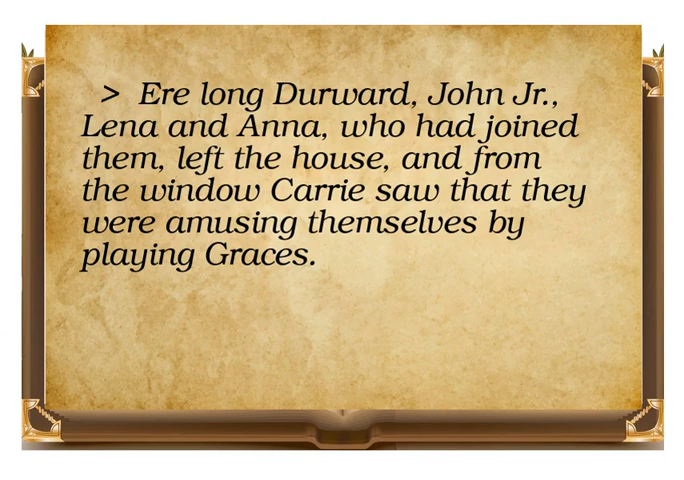 > Ere long Durward, John Jr.,
Lena and Anna, who had joined
them, left the house, and from
the window Carrie saw that they
were amusing themselves by
playing Graces.